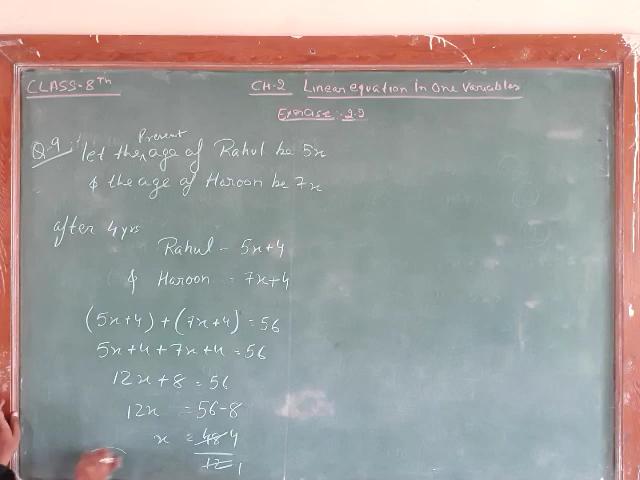 CLASS-8Th
CH-2 Linear equation In One Variables
Exercise :- 2.2
Q.9 let the present age of Rahul be 5x
& the age of Haroon be 7x
after 4 yrs
Rahul - 5x+4
& Haroon = 7x+4
(5x+4) + (7x+4) = 56
5x+4+7x+4 = 56
12x+8 = 56
12x = 56-8
x = 48 4
12 1